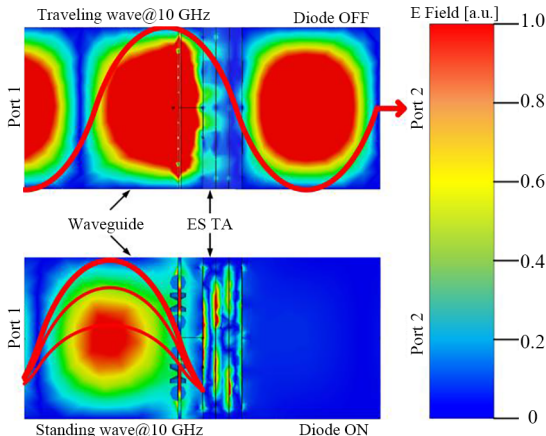 Traveling wave@10 GHz
Diode OFF
E Field [a.u.]
Port 1
Port 2
1.0
0.8
0.6
0.4
0.2
0
Waveguide
ES TA
Port 1
Port 2
Standing wave@10 GHz
Diode ON